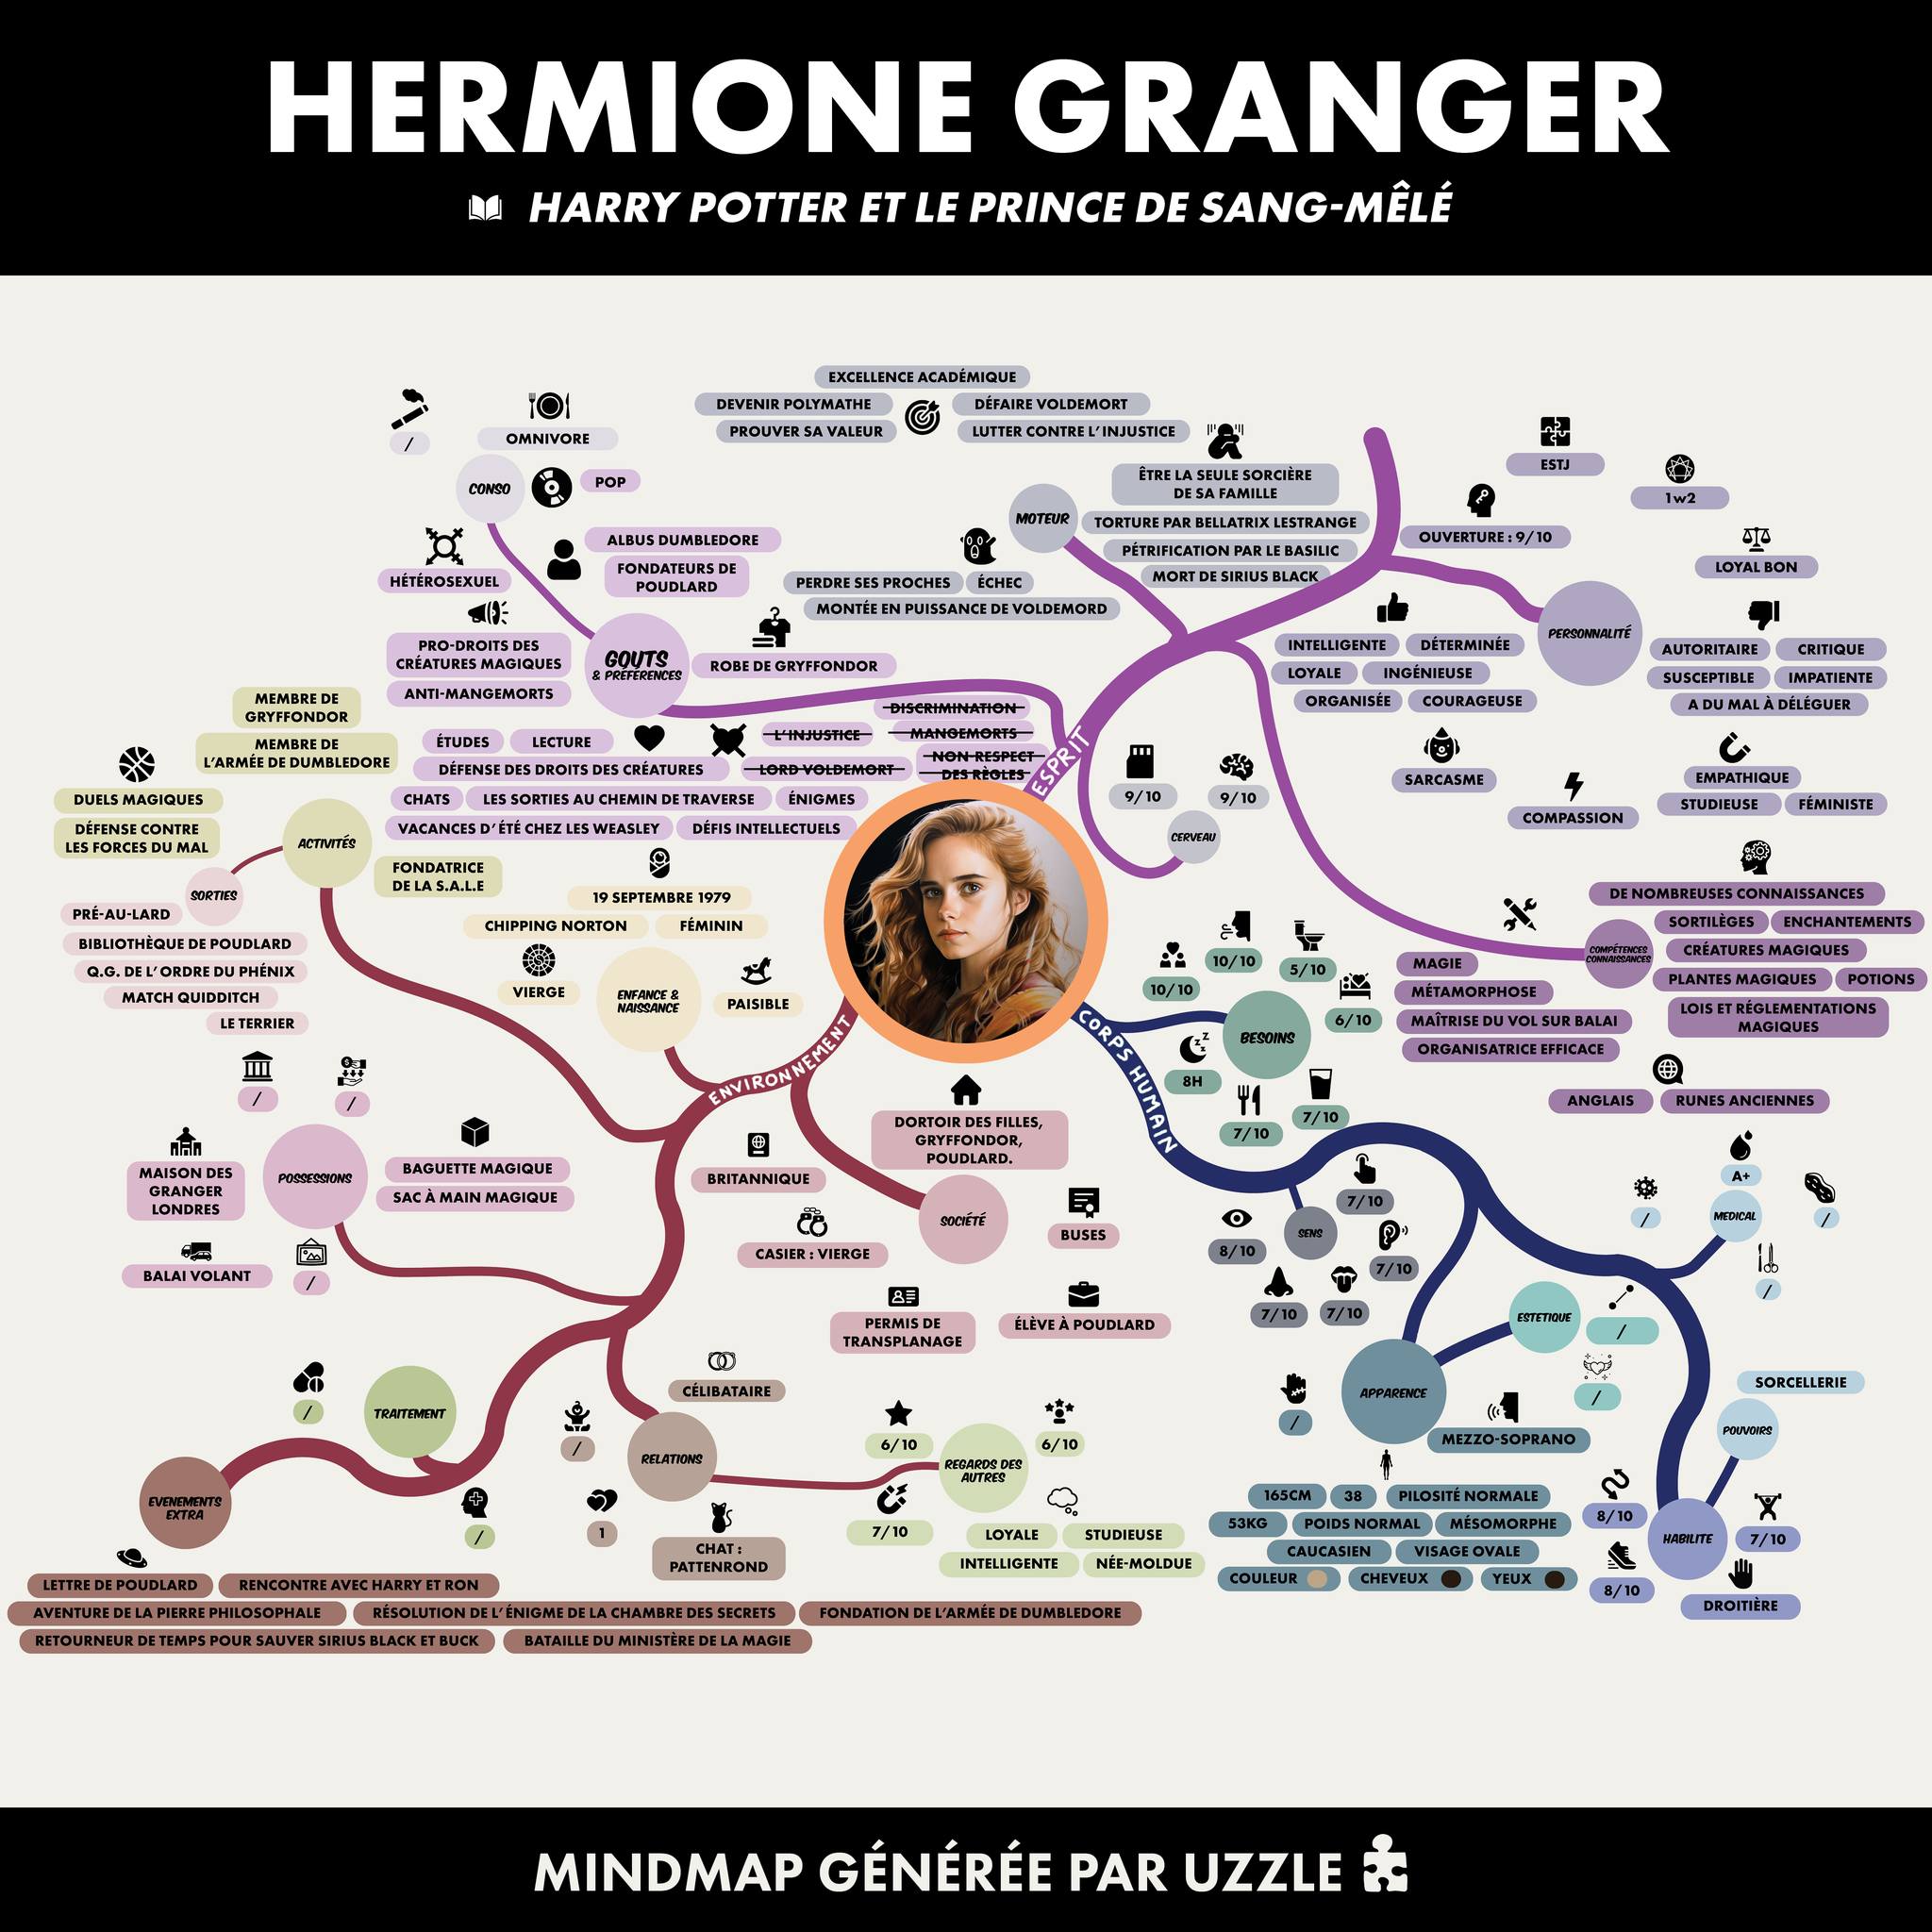 HERMIONE GRANGER
HARRY POTTER ET LE PRINCE DE SANG-MÊLÉ
EXCELLENCE ACADÉMIQUE
DEVENIR POLYMATHE
DÉFAIRE VOLDEMORT
PROUVER SA VALEUR
LUTTER CONTRE L'INJUSTICE
MOTEUR
ÊTRE LA SEULE SORCIÈRE
DE SA FAMILLE
TORTURE PAR BELLATRIX LESTRANGE
PÉTRIFICATION PAR LE BASILIC
MORT DE SIRIUS BLACK
PERDRE SES PROCHES
ÉCHEC
MONTÉE EN PUISSANCE DE VOLDEMORD
/
OMNIVORE
CONSO
POP
HÉTÉROSEXUEL
ALBUS DUMBLEDORE
FONDATEURS DE
POUDLARD
PRO-DROITS DES
CRÉATURES MAGIQUES
ANTI-MANGEMORTS
GOUTS
& PRÉFÉRENCES
ROBE DE GRYFFONDOR
ÉTUDES
LECTURE
DÉFENSE DES DROITS DES CRÉATURES
CHATS
LES SORTIES AU CHEMIN DE TRAVERSE
ÉNIGMES
VACANCES D'ÉTÉ CHEZ LES WEASLEY
DÉFIS INTELLECTUELS
DISCRIMINATION
L'INJUSTICE
MANGEMORTS
LORD VOLDEMORT
NON-RESPECT
DES RÈGLES
ESPRIT
ESTJ
1w2
OUVERTURE : 9/10
LOYAL BON
PERSONNALITÉ
INTELLIGENTE
DÉTERMINÉE
LOYALE
INGÉNIEUSE
ORGANISÉE
COURAGEUSE
AUTORITAIRE
CRITIQUE
SUSCEPTIBLE
IMPATIENTE
A DU MAL À DÉLÉGUER
SARCASME
COMPASSION
EMPATHIQUE
STUDIEUSE
FÉMINISTE
9/10
9/10
CERVEAU
COMPÉTENCES
CONNAISSANCES
DE NOMBREUSES CONNAISSANCES
SORTILÈGES
ENCHANTEMENTS
CRÉATURES MAGIQUES
PLANTES MAGIQUES
POTIONS
LOIS ET RÉGLEMENTATIONS
MAGIQUES
MAGIE
MÉTAMORPHOSE
MAÎTRISE DU VOL SUR BALAI
ORGANISATRICE EFFICACE
ANGLAIS
RUNES ANCIENNES
MEMBRE DE
GRYFFONDOR
MEMBRE DE
L'ARMÉE DE DUMBLEDORE
DUELS MAGIQUES
DÉFENSE CONTRE
LES FORCES DU MAL
ACTIVITÉS
FONDATRICE
DE LA S.A.L.E
SORTIES
PRÉ-AU-LARD
BIBLIOTHÈQUE DE POUDLARD
Q.G. DE L'ORDRE DU PHÉNIX
MATCH QUIDDITCH
LE TERRIER
19 SEPTEMBRE 1979
CHIPPING NORTON
FÉMININ
VIERGE
ENFANCE &
NAISSANCE
PAISIBLE
ENVIRONNEMENT
/
/
MAISON DES
GRANGER
LONDRES
POSSESSIONS
BAGUETTE MAGIQUE
SAC À MAIN MAGIQUE
BALAI VOLANT
/
DORTOIR DES FILLES,
GRYFFONDOR,
POUDLARD.
BRITANNIQUE
SOCIÉTÉ
BUSES
CASIER : VIERGE
PERMIS DE
TRANSPLANAGE
ÉLÈVE À POUDLARD
TRAITEMENT
/
/
CÉLIBATAIRE
/
RELATIONS
1
CHAT :
PATTENROND
6/10
6/10
REGARDS DES
AUTRES
7/10
LOYALE
STUDIEUSE
INTELLIGENTE
NÉE-MOLDUE
EVENEMENTS
EXTRA
LETTRE DE POUDLARD
RENCONTRE AVEC HARRY ET RON
AVENTURE DE LA PIERRE PHILOSOPHALE
RÉSOLUTION DE L'ÉNIGME DE LA CHAMBRE DES SECRETS
FONDATION DE L'ARMÉE DE DUMBLEDORE
RETOURNEUR DE TEMPS POUR SAUVER SIRIUS BLACK ET BUCK
BATAILLE DU MINISTÈRE DE LA MAGIE
CORPS HUMAIN
10/10
10/10
5/10
6/10
BESOINS
8H
7/10
7/10
SENS
7/10
8/10
7/10
7/10
7/10
A+
MEDICAL
/
/
/
ESTETIQUE
/
/
APPARENCE
/
MEZZO-SOPRANO
165CM
38
PILOSITÉ NORMALE
53KG
POIDS NORMAL
MÉSOMORPHE
CAUCASIEN
VISAGE OVALE
COULEUR
CHEVEUX
YEUX
SORCELLERIE
POUVOIRS
8/10
HABILITE
7/10
8/10
DROITIÈRE
MINDMAP GÉNÉRÉE PAR UZZLE